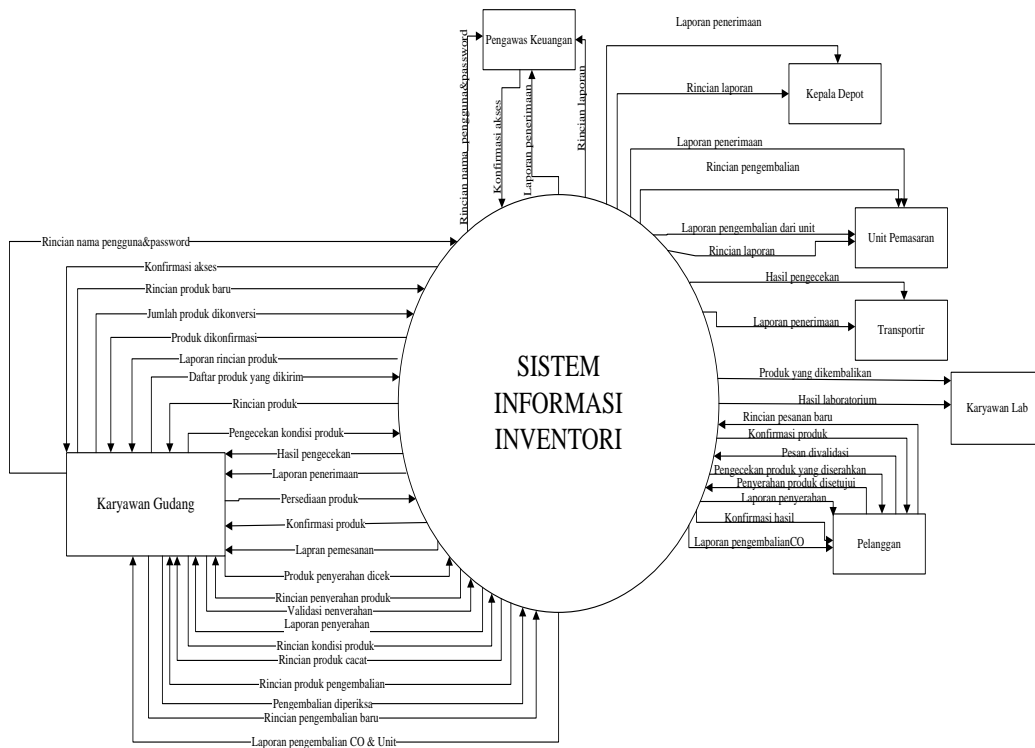 Laporan penerimaan
Pengawas Keuangan
Kepala Depot
Rincian laporan
Rincian nama pengguna&password
Konfirmasi akses
Laporan penerimaan
Rincian laporan
Laporan penerimaan
Rincian pengembalian
Unit Pemasaran
Laporan pengembalian dari unit
Rincian laporan
Rincian nama pengguna&password
Konfirmasi akses
Rincian produk baru
Jumlah produk dikonversi
Produk dikonfirmasi
Laporan rincian produk
Daftar produk yang dikirim
Rincian produk
Pengecekan kondisi produk
Hasil pengecekan
Laporan penerimaan
Persediaan produk
Konfirmasi produk
Lapran pemesanan
Produk penyerahan dicek
Karyawan Gudang
SISTEM
INFORMASI
INVENTORI
Hasil pengecekan
Laporan penerimaan
Transportir
Produk yang dikembalikan
Karyawan Lab
Hasil laboratorium
Rincian pesanan baru
Konfirmasi produk
Pesan divalidasi
Pengecekan produk yang diserahkan
Penyerahan produk disetujui
Laporan penyerahan
Konfirmasi hasil
Laporan pengembalianCO
Pelanggan
Rincian penyerahan produk
Validasi penyerahan
Laporan penyerahan
Rincian kondisi produk
Rincian produk cacat
Rincian produk pengembalian
Pengembalian diperiksa
Rincian pengembalian baru
Laporan pengembalian CO & Unit